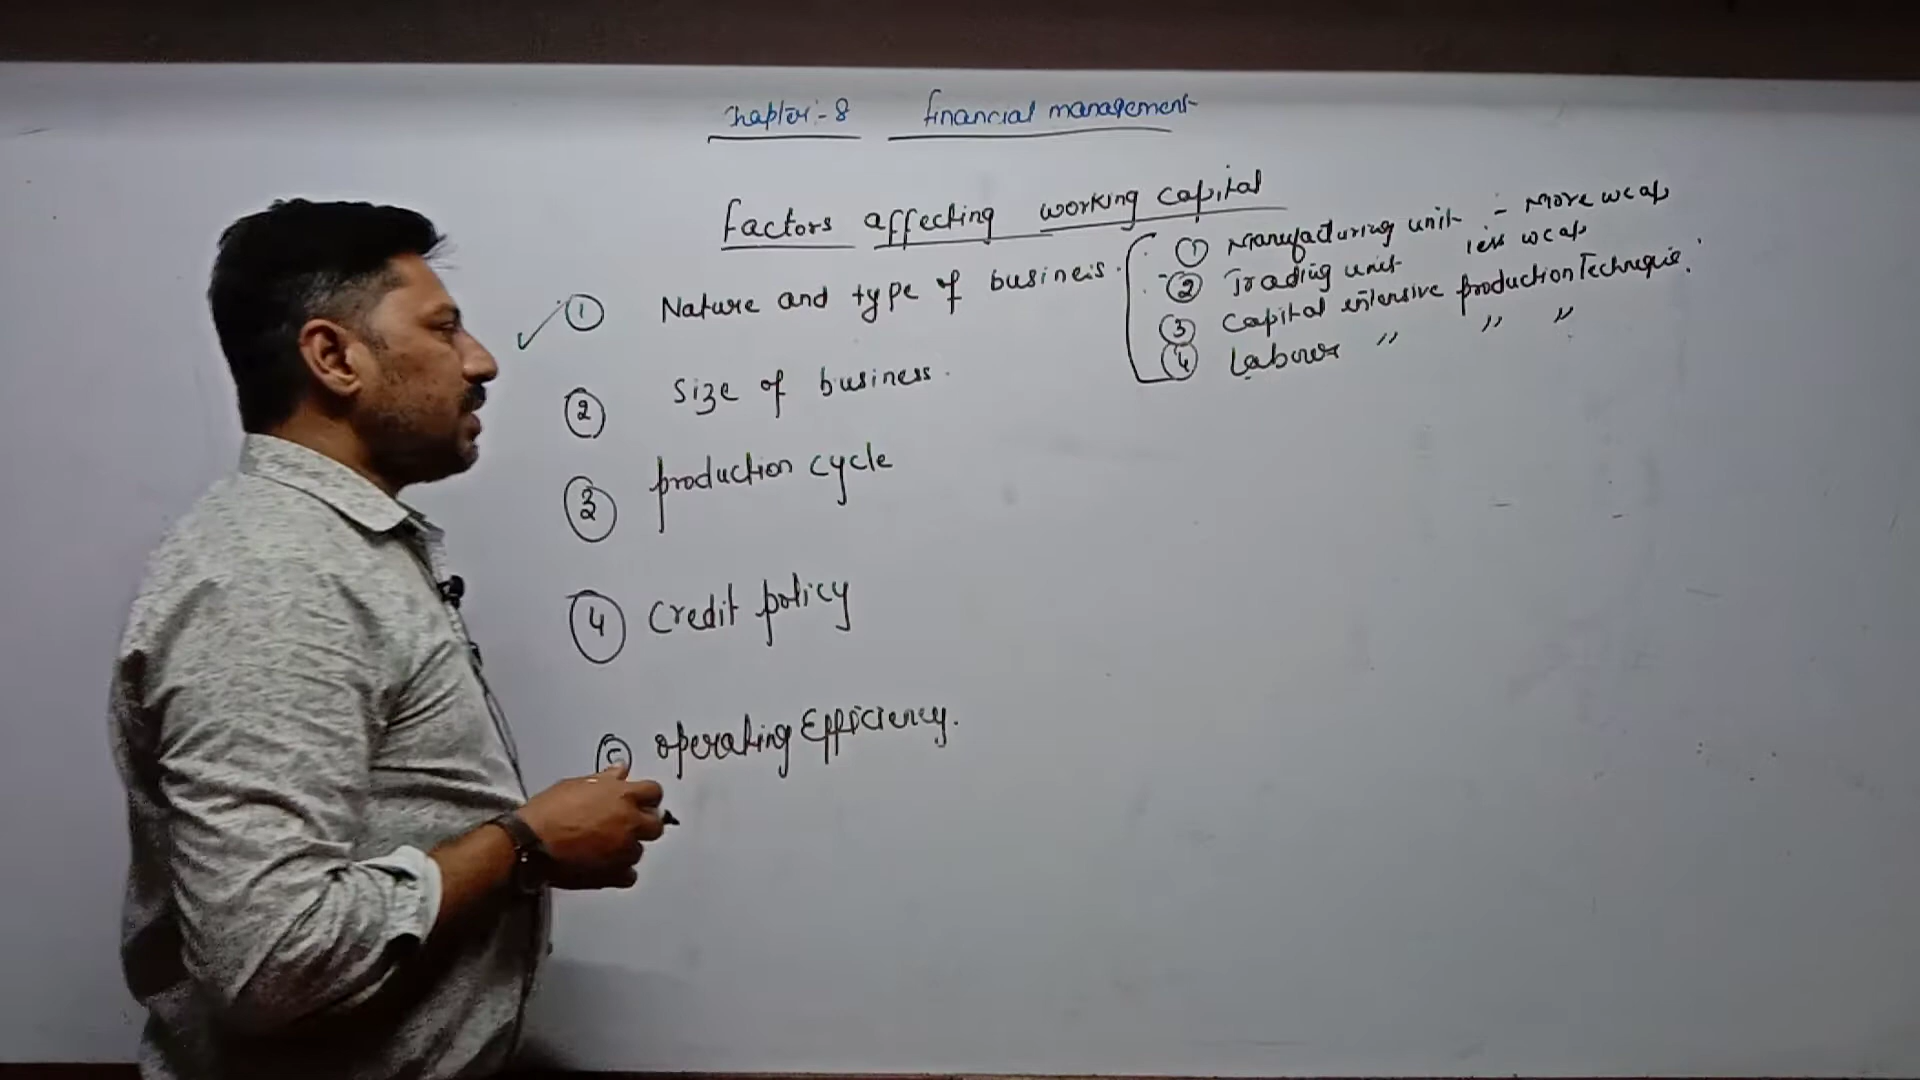 Chapter:- 8 financial management
factors affecting working capital
① Nature and type of business.
① Manufacturing unit - More wcap
② Trading unit less wcap
③ Capital intensive production Technique.
④ Labour " " "
② Size of business.
③ production cycle
④ credit policy
⑤ operating Efficiency.